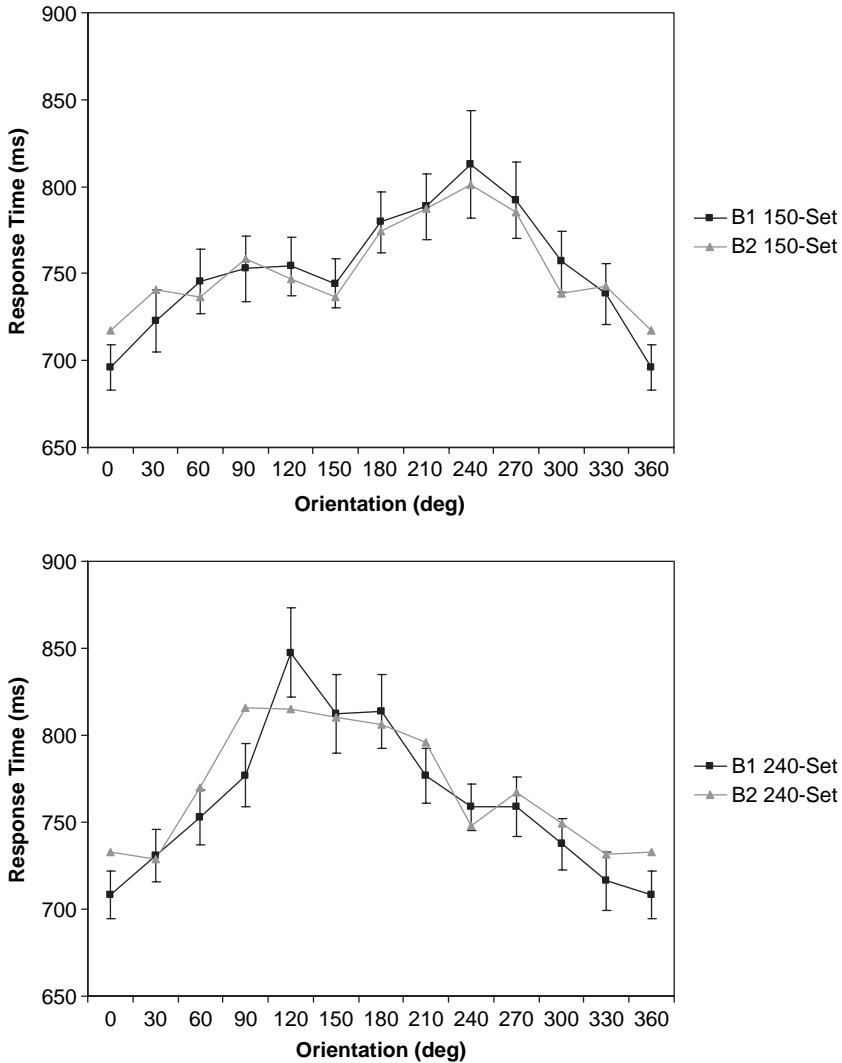 900
850
800
750
700
650
Response Time (ms)
0 30 60 90 120 150 180 210 240 270 300 330 360
Orientation (deg)
B1 150-Set
B2 150-Set
900
850
800
750
700
650
Response Time (ms)
0 30 60 90 120 150 180 210 240 270 300 330 360
Orientation (deg)
B1 240-Set
B2 240-Set